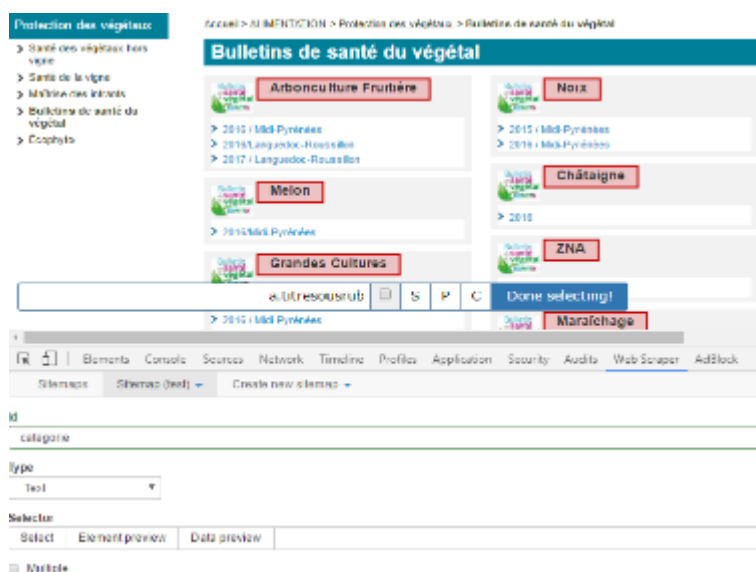 Protection des végétaux
Santé des végétaux hors
vigne
Santé de la vigne
Maîtrise des intrants
Bulletins de santé du
végétal
Ecophyto
Accueil > ALIMENTATION > Protection des végétaux > Bulletins de santé du végétal
Bulletins de santé du végétal
Arboriculture Fruitière
2016 / Midi-Pyrénées
2016/Languedoc-Roussillon
2017 / Languedoc-Roussillon
Noix
2015 / Midi-Pyrénées
2016 / Midi-Pyrénées
Melon
2016/Midi-Pyrénées
Châtaigne
2016
Grandes Cultures
ZNA
a.titresousrub S P C Done selecting!
2016 / Midi Pyrénées
Maraîchage
Elements Console Sources Network Timeline Profiles Application Security Audits Web Scraper AdBlock
Sitemaps Sitemap (test) Create new sitemap
Id
categorie
Type
Text
Selector
Select Element preview Data preview
Multiple